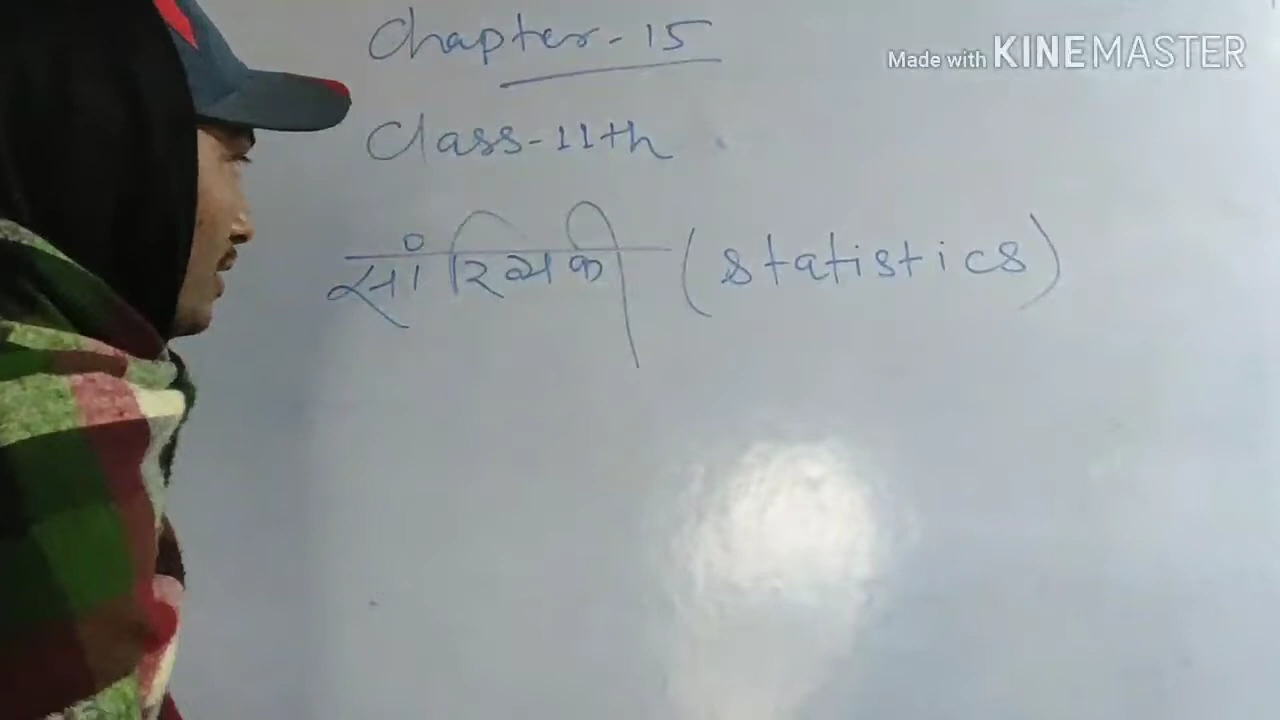 Chapter-15
Made with KINEMASTER
Class-11th
सांख्यिकी (statistics)